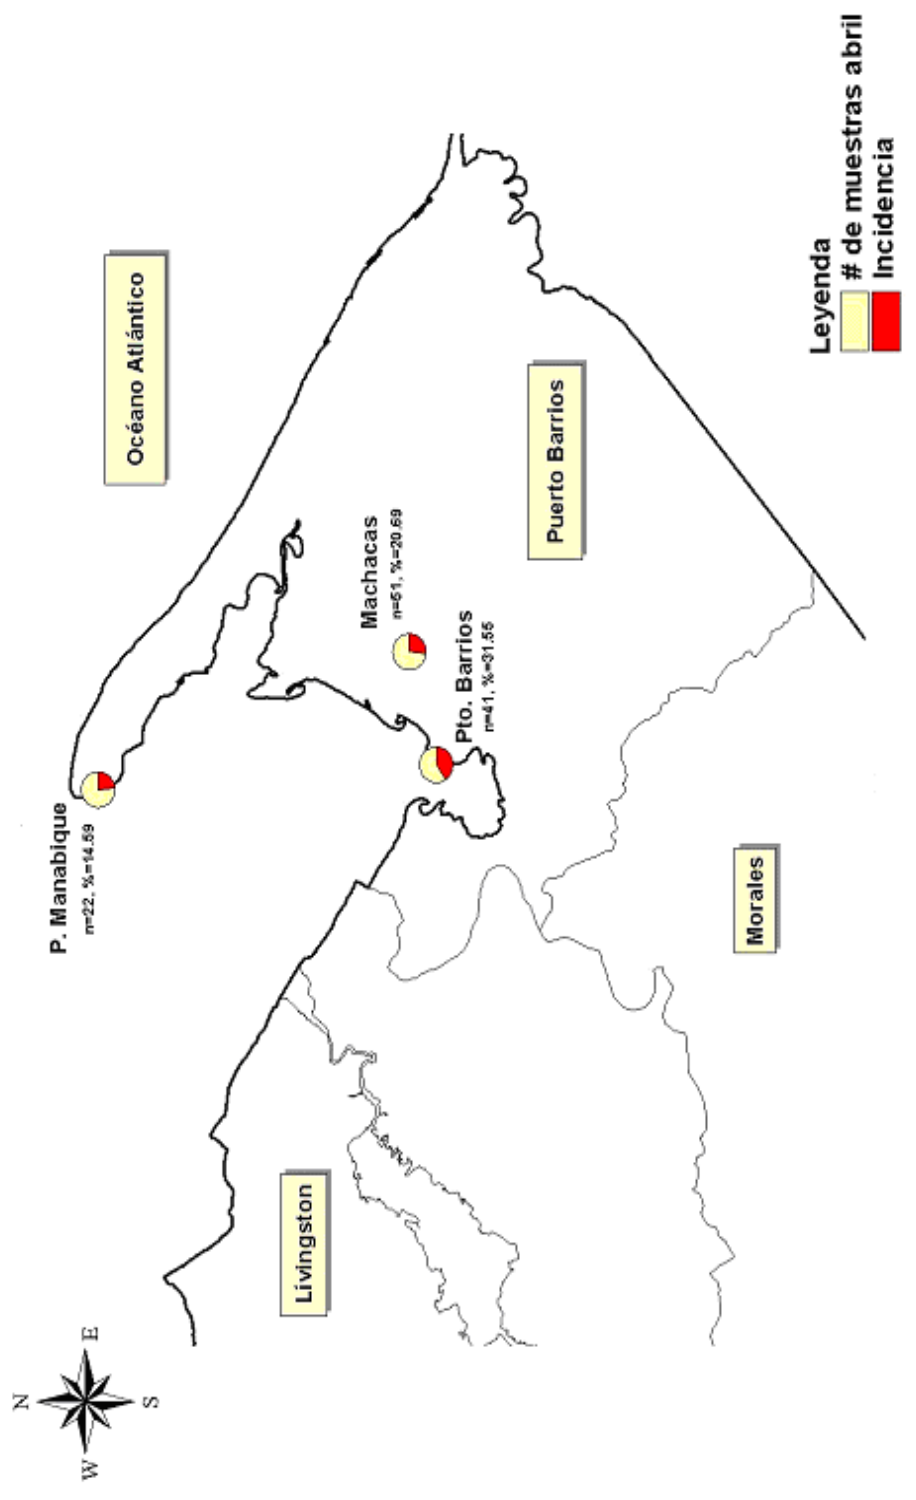 N
W
E
S
P. Manabique
n=22, %=14.59
Océano Atlántico
Machacas
n=51, %=20.69
Pto. Barrios
n=41, %=31.55
Puerto Barrios
Livingston
Morales
Leyenda
# de muestras abril
Incidencia